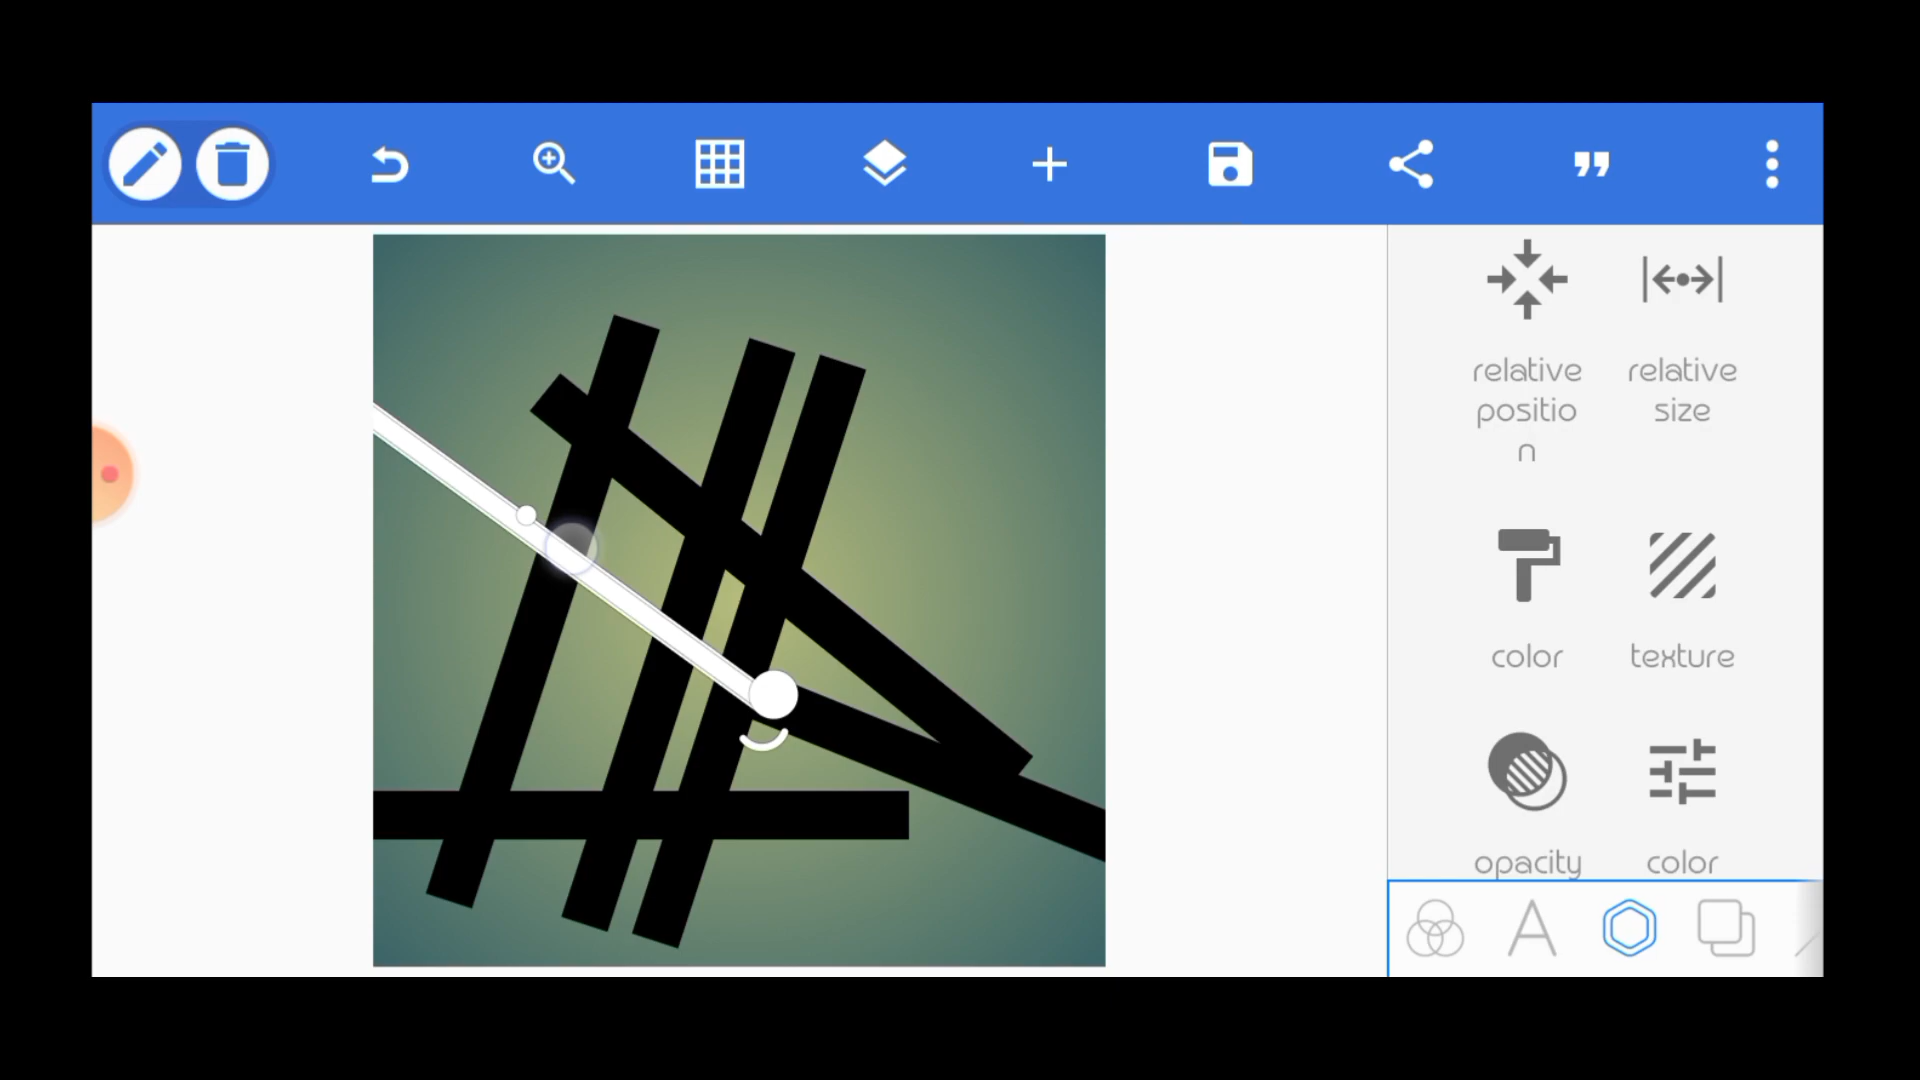 relative
positio
n
relative
size
color
texture
opacity
color